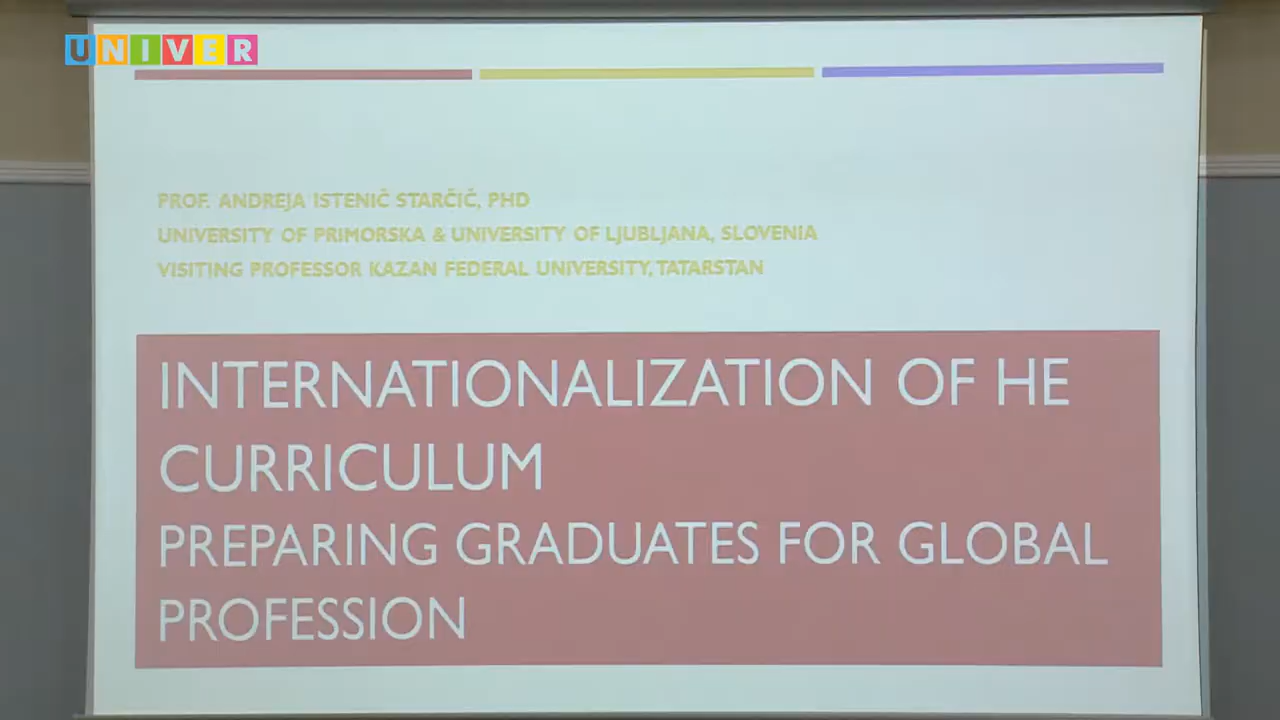 UNIVER
PROF. ANDREJA ISTENIČ STARČIČ, PHD
UNIVERSITY OF PRIMORSKA & UNIVERSITY OF LJUBLJANA, SLOVENIA
VISITING PROFESSOR KAZAN FEDERAL UNIVERSITY, TATARSTAN
INTERNATIONALIZATION OF HE
CURRICULUM
PREPARING GRADUATES FOR GLOBAL
PROFESSION